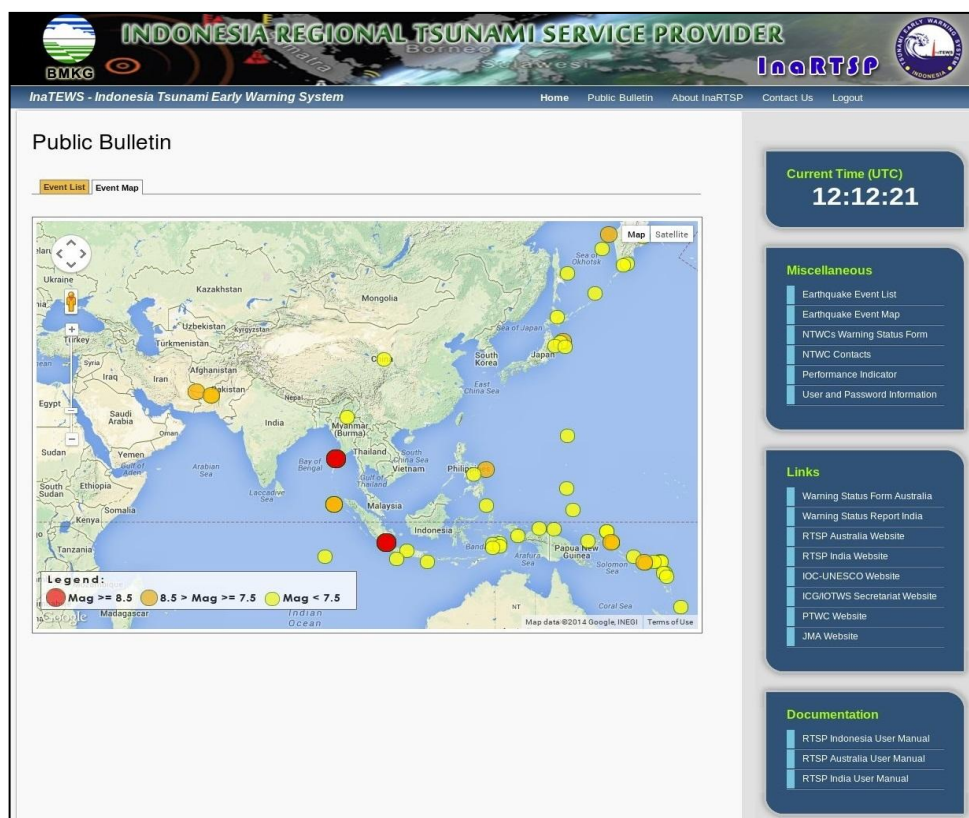 INDONESIA REGIONAL TSUNAMI SERVICE PROVIDER
BMKG
InaRTSP
InaTEWS - Indonesia Tsunami Early Warning System
Home Public Bulletin About InaRTSP Contact Us Logout
Public Bulletin
Event List Event Map
Map Satellite
Sea of Okhotsk
Ukraine
Kazakhstan
Mongolia
Uzbekistan Kyrgyzstan
Sea of Japan
Turkey
Turkmenistan
Syria
Afghanistan
South Korea
Japan
Iraq
Iran
East China Sea
Egypt
Nepal
Saudi Arabia
India
Myanmar (Burma)
Oman
Sudan
Yemen
Gulf of Aden
Arabian Sea
Bay of Bengal
Thailand
South China Sea
Vietnam
Gulf of Thailand
South Sudan
Ethiopia
Laccadive Sea
Somalia
Malaysia
Kenya
Indonesia
Tanzania
Papua New Guinea
Arafura Sea
Solomon Sea
Legend:
Mag >= 8.5 8.5 > Mag >= 7.5 Mag < 7.5
Madagascar
Indian Ocean
NT
Coral Sea
Google
Map data ©2014 Google, INEGI Terms of Use
Current Time (UTC)
12:12:21
Miscellaneous
Earthquake Event List
Earthquake Event Map
NTWCs Warning Status Form
NTWC Contacts
Performance Indicator
User and Password Information
Links
Warning Status Form Australia
Warning Status Report India
RTSP Australia Website
RTSP India Website
IOC-UNESCO Website
ICG/IOTWS Secretariat Website
PTWC Website
JMA Website
Documentation
RTSP Indonesia User Manual
RTSP Australia User Manual
RTSP India User Manual